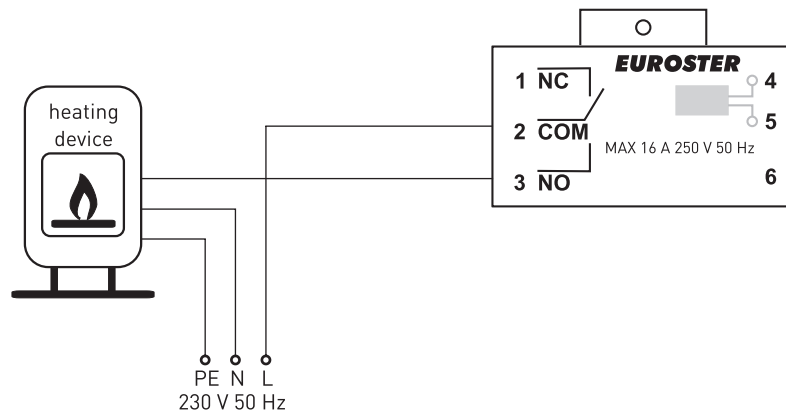 heating
device
EUROSTER
1 NC
2 COM
3 NO
4
5
6
MAX 16 A 250 V 50 Hz
PE N L
230 V 50 Hz